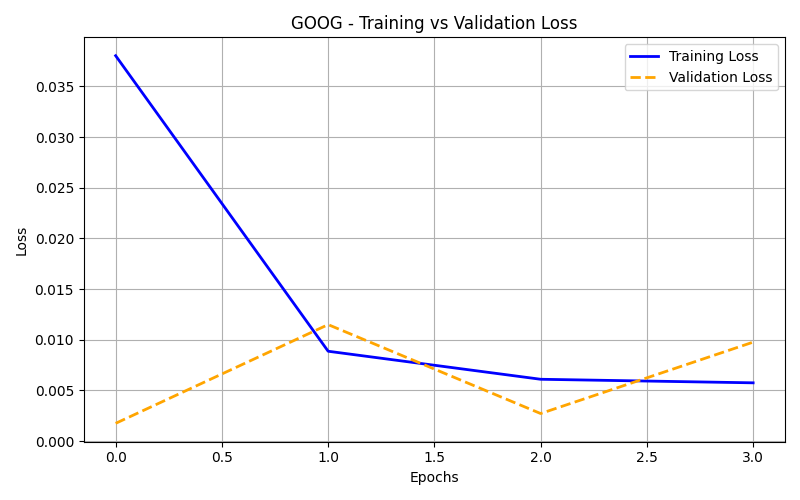 GOOG - Training vs Validation Loss
Training Loss
Validation Loss
0.035
0.030
0.025
0.020
0.015
0.010
0.005
0.000
Loss
0.0 0.5 1.0 1.5 2.0 2.5 3.0
Epochs